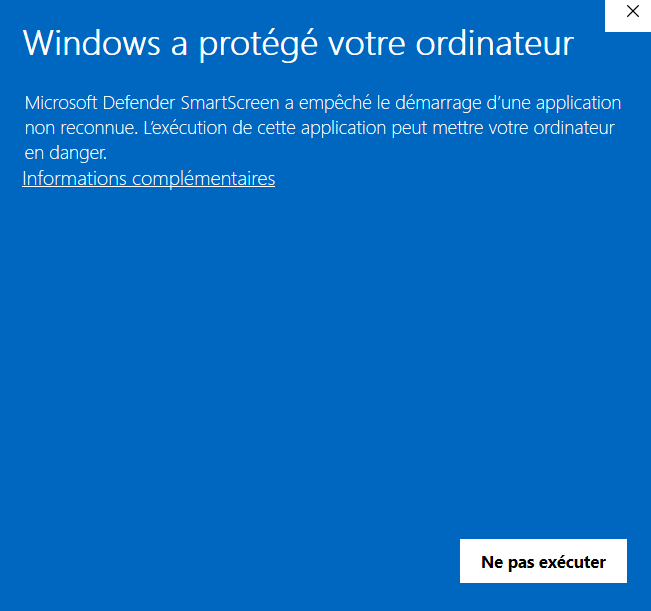 Windows a protégé votre ordinateur
Microsoft Defender SmartScreen a empêché le démarrage d’une application
non reconnue. L’exécution de cette application peut mettre votre ordinateur
en danger.
Informations complémentaires
Ne pas exécuter